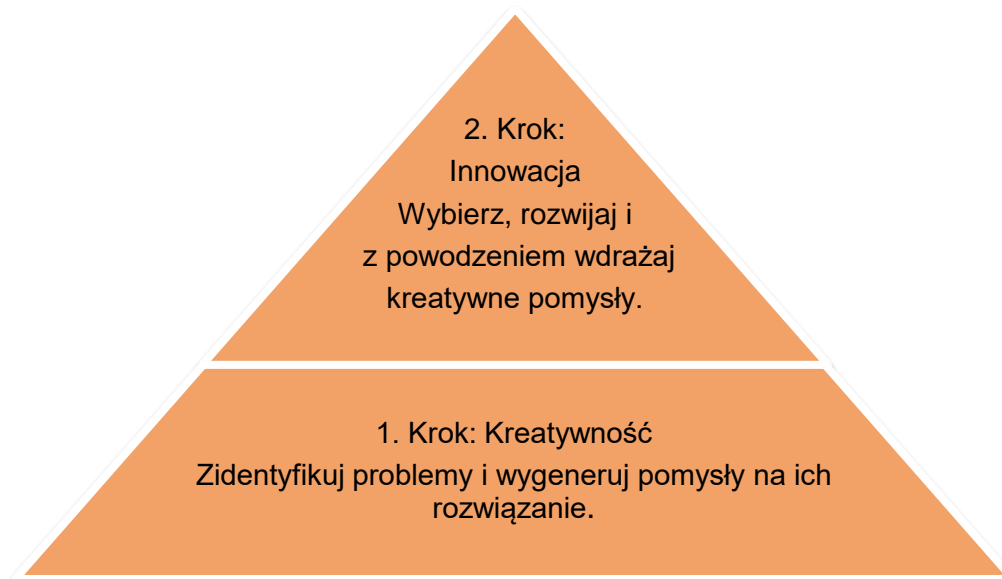 2. Krok:
Innowacja
Wybierz, rozwijaj i
z powodzeniem wdrażaj
kreatywne pomysły.
1. Krok: Kreatywność
Zidentyfikuj problemy i wygeneruj pomysły na ich
rozwiązanie.